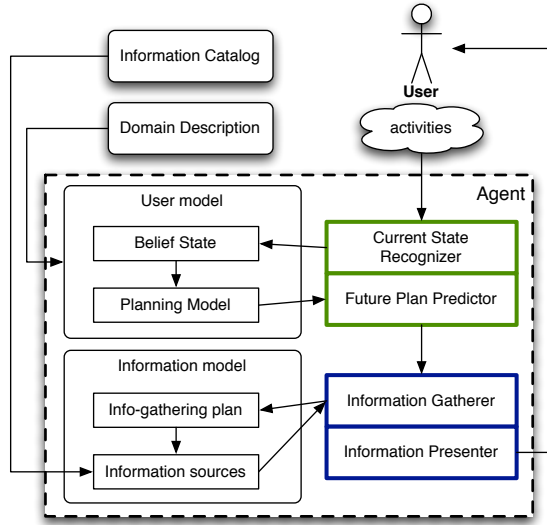 Information Catalog
User
Domain Description
activities
Agent
User model
Belief State
Current State
Recognizer
Planning Model
Future Plan Predictor
Information model
Info-gathering plan
Information Gatherer
Information sources
Information Presenter